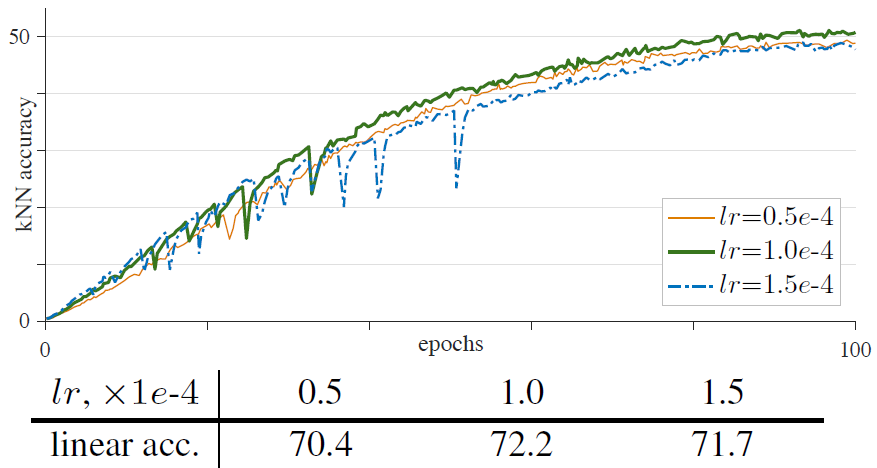 50
kNN accuracy
lr=0.5e-4
lr=1.0e-4
lr=1.5e-4
0
0
epochs
100
lr, ×1e-4 0.5 1.0 1.5
linear acc. 70.4 72.2 71.7